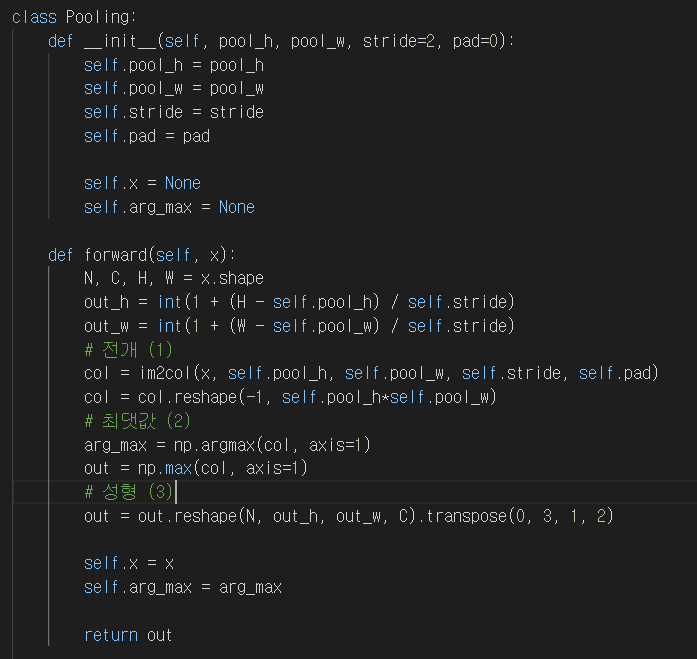 class Pooling:
    def __init__(self, pool_h, pool_w, stride=2, pad=0):
        self.pool_h = pool_h
        self.pool_w = pool_w
        self.stride = stride
        self.pad = pad

        self.x = None
        self.arg_max = None

    def forward(self, x):
        N, C, H, W = x.shape
        out_h = int(1 + (H - self.pool_h) / self.stride)
        out_w = int(1 + (W - self.pool_w) / self.stride)
        # 전개 (1)
        col = im2col(x, self.pool_h, self.pool_w, self.stride, self.pad)
        col = col.reshape(-1, self.pool_h*self.pool_w)
        # 최댓값 (2)
        arg_max = np.argmax(col, axis=1)
        out = np.max(col, axis=1)
        # 성형 (3)
        out = out.reshape(N, out_h, out_w, C).transpose(0, 3, 1, 2)

        self.x = x
        self.arg_max = arg_max

        return out